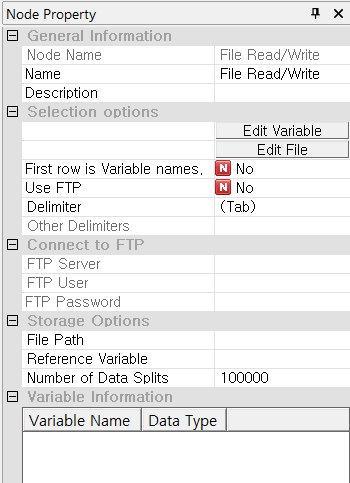 Node Property
General Information
Node Name File Read/Write
Name File Read/Write
Description
Selection options
Edit Variable
Edit File
First row is Variable names, N No
Use FTP N No
Delimiter (Tab)
Other Delimiters
Connect to FTP
FTP Server
FTP User
FTP Password
Storage Options
File Path
Reference Variable
Number of Data Splits 100000
Variable Information
Variable Name Data Type